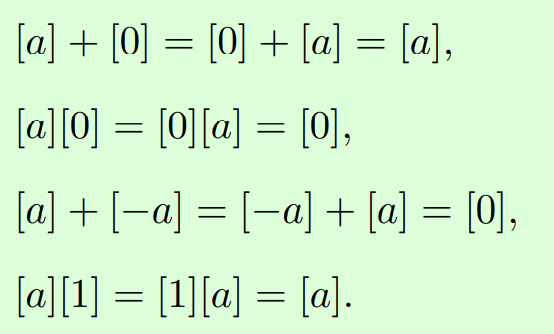 [a] + [0] = [0] + [a] = [a],
[a][0] = [0][a] = [0],
[a] + [−a] = [−a] + [a] = [0],
[a][1] = [1][a] = [a].